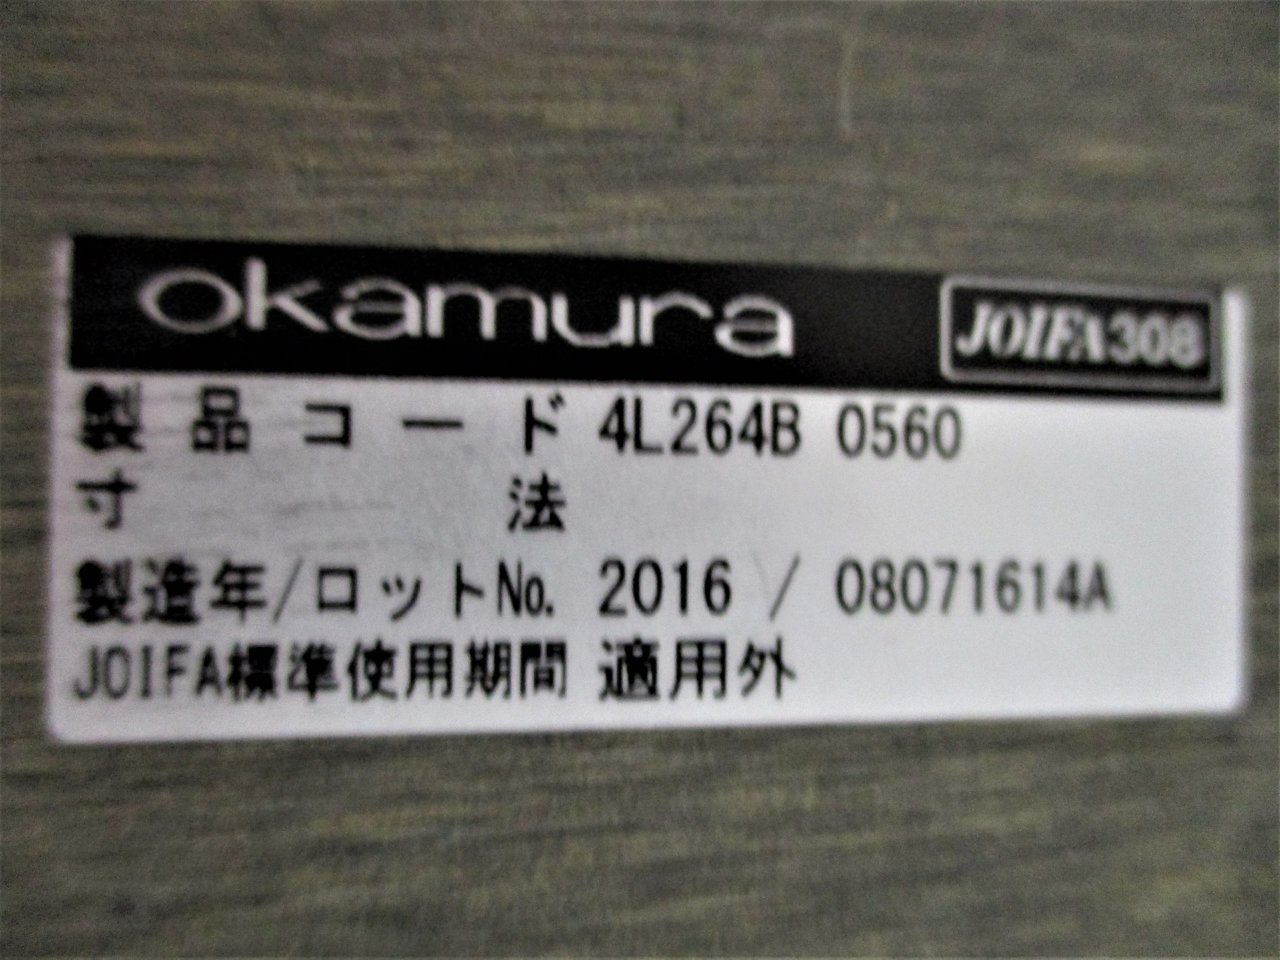 okamura JOIFA308
製品コード 4L264B 0560
寸法
製造年/ロットNo. 2016 / 08071614A
JOIFA標準使用期間 適用外